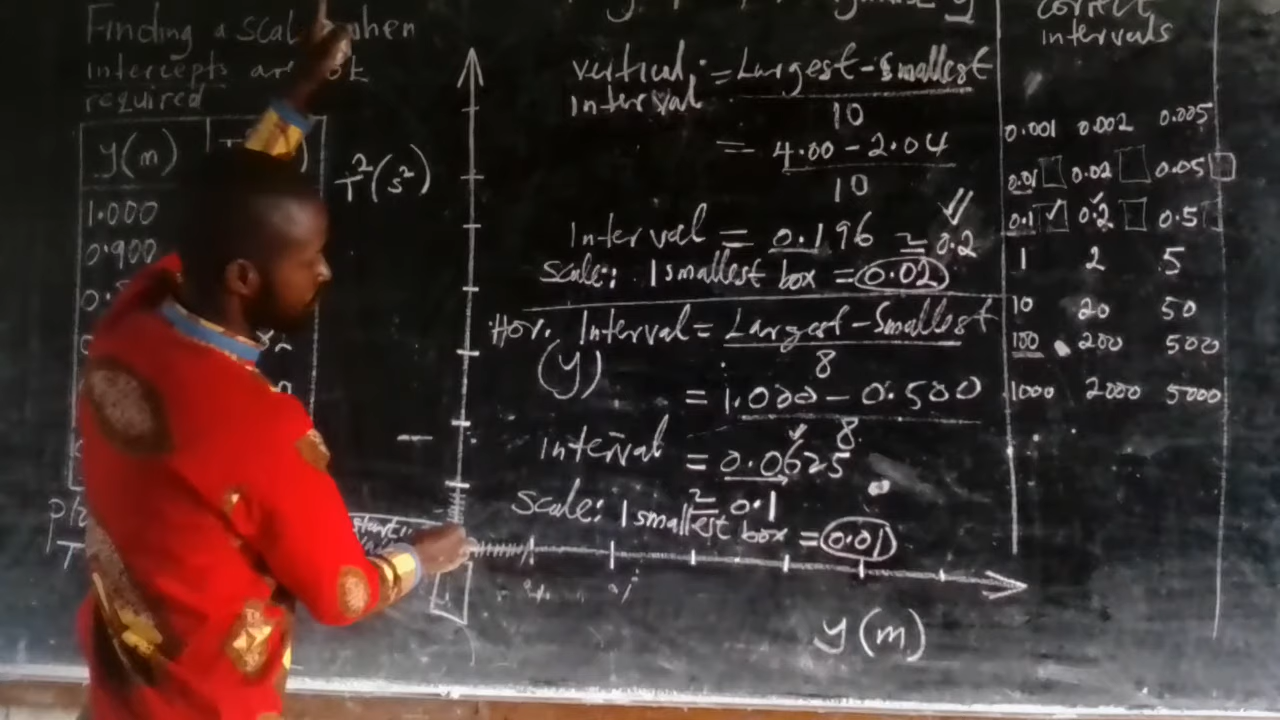 Finding a scale when
intercepts are not
required
y(m)
1.000
0.900
T²(s²)
vertical = Largest - Smallest
interval
10
= 4.00 - 2.04
10
Interval = 0.196 ≃ 0.2
scale: 1 smallest box = 0.02
Hor. Interval = Largest - Smallest
(y)
8
= 1.000 - 0.500
8
interval = 0.0625
≃ 0.1
scale: 1 smallest box = 0.01
y(m)
correct
intervals
0.001 0.002 0.005
0.01 0.02 0.05
0.1 ✓ 0.2 0.5
1 2 5
10 20 50
100 200 500
1000 2000 5000